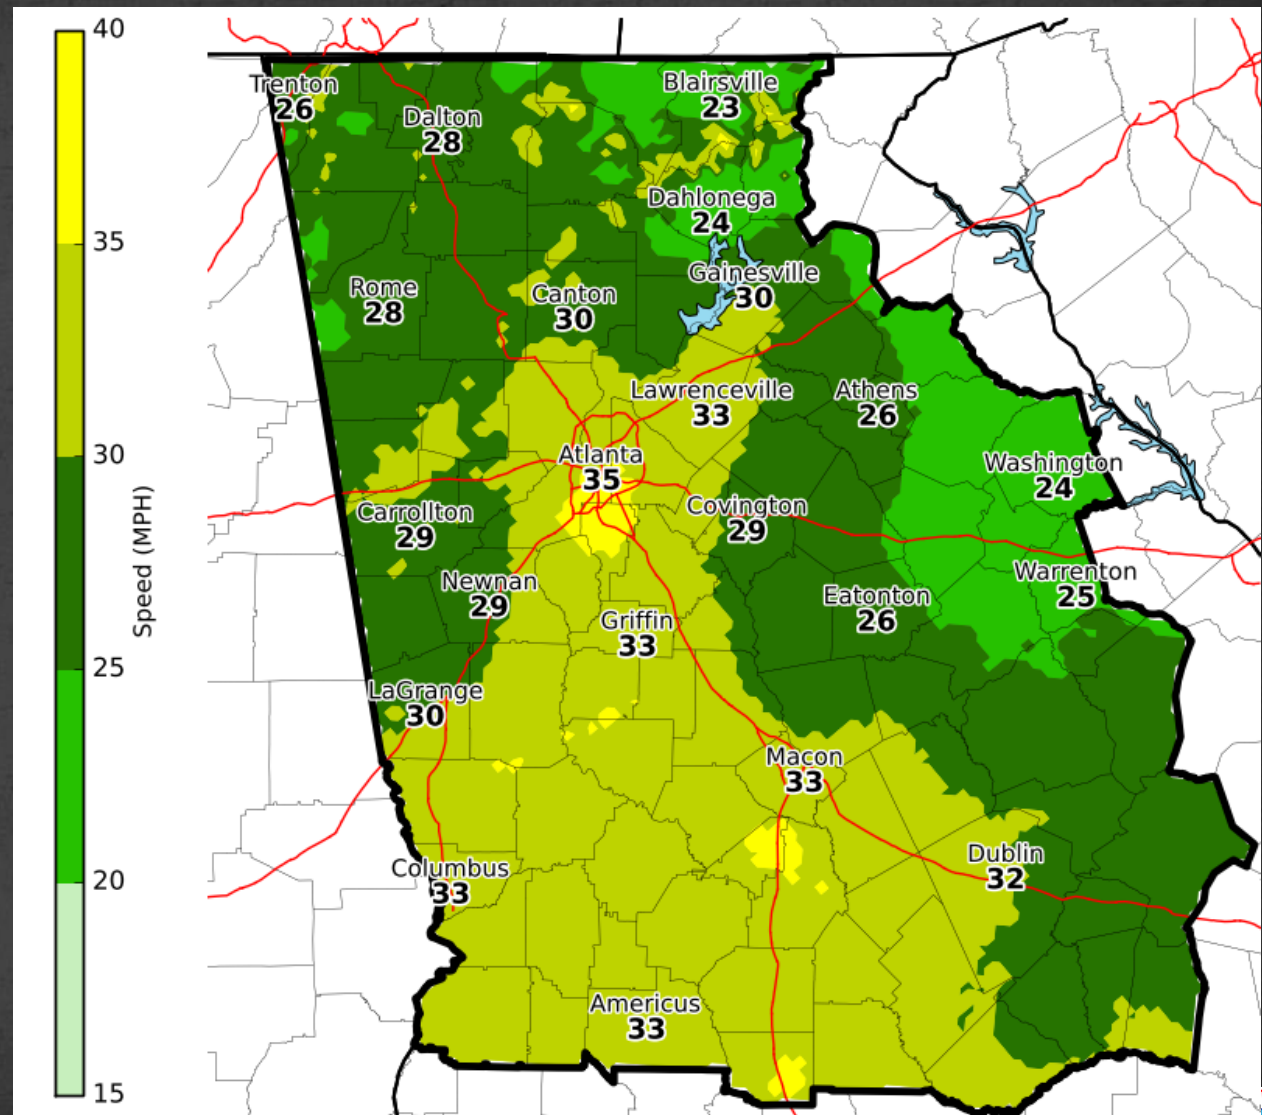 40
35
30
25
20
15
Speed (MPH)
Trenton
26
Dalton
28
Blairsville
23
Dahlonega
24
Rome
28
Canton
30
Gainesville
30
Lawrenceville
33
Athens
26
Atlanta
35
Washington
24
Carrollton
29
Covington
29
Newnan
29
Griffin
33
Eatonton
26
Warrenton
25
LaGrange
30
Macon
33
Columbus
33
Dublin
32
Americus
33